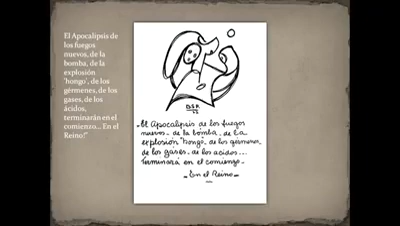 El Apocalipsis de
los fuegos
nuevos, de la
bomba, de la
explosión
'hongo', de los
gérmenes, de los
gases, de los
ácidos,
terminarán en el
comienzo... En el
Reino!"
B.S.P.
El Apocalipsis de los fuegos
nuevos - de la bomba - de la
explosión "hongo", de los gérmenes
de los gases - de los ácidos...
Terminará en el comienzo -
- En el Reino -